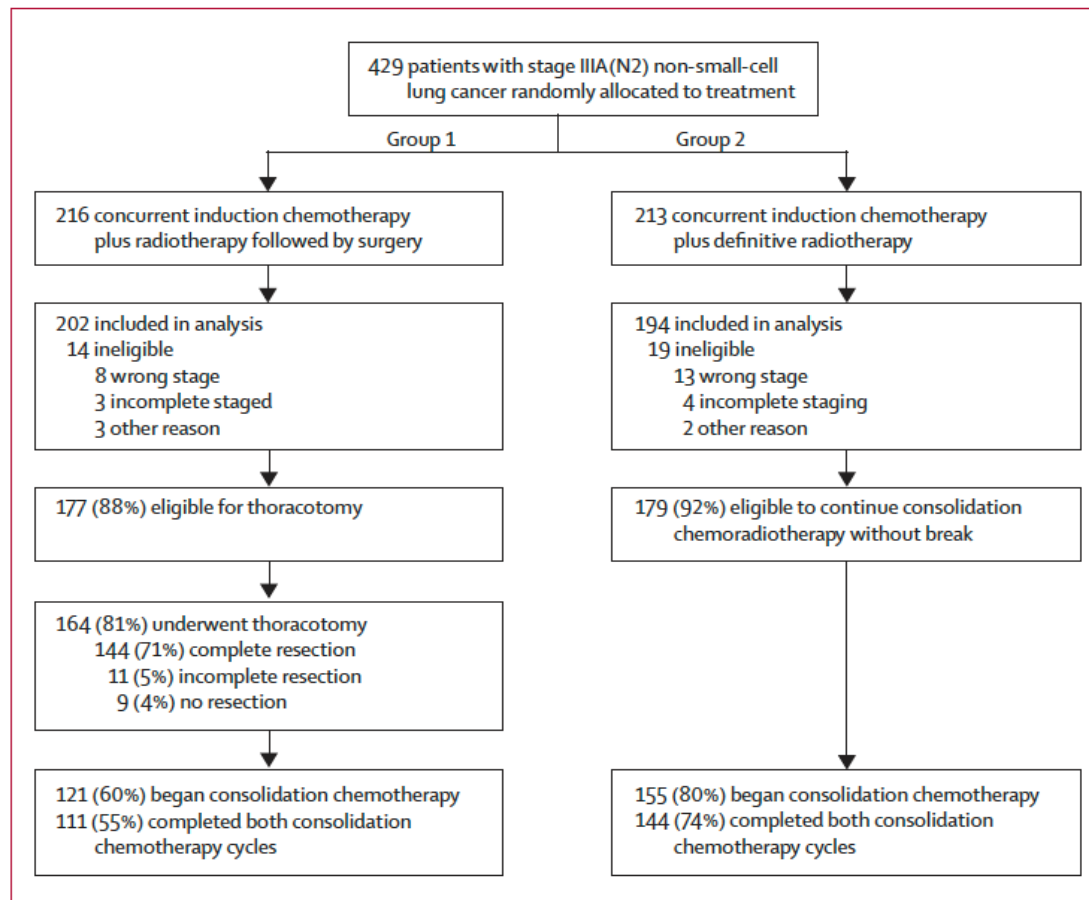 429 patients with stage IIIA(N2) non-small-cell
lung cancer randomly allocated to treatment
Group 1
Group 2
216 concurrent induction chemotherapy
plus radiotherapy followed by surgery
213 concurrent induction chemotherapy
plus definitive radiotherapy
202 included in analysis
14 ineligible
8 wrong stage
3 incomplete staged
3 other reason
194 included in analysis
19 ineligible
13 wrong stage
4 incomplete staging
2 other reason
177 (88%) eligible for thoracotomy
179 (92%) eligible to continue consolidation
chemoradiotherapy without break
164 (81%) underwent thoracotomy
144 (71%) complete resection
11 (5%) incomplete resection
9 (4%) no resection
121 (60%) began consolidation chemotherapy
111 (55%) completed both consolidation
chemotherapy cycles
155 (80%) began consolidation chemotherapy
144 (74%) completed both consolidation
chemotherapy cycles